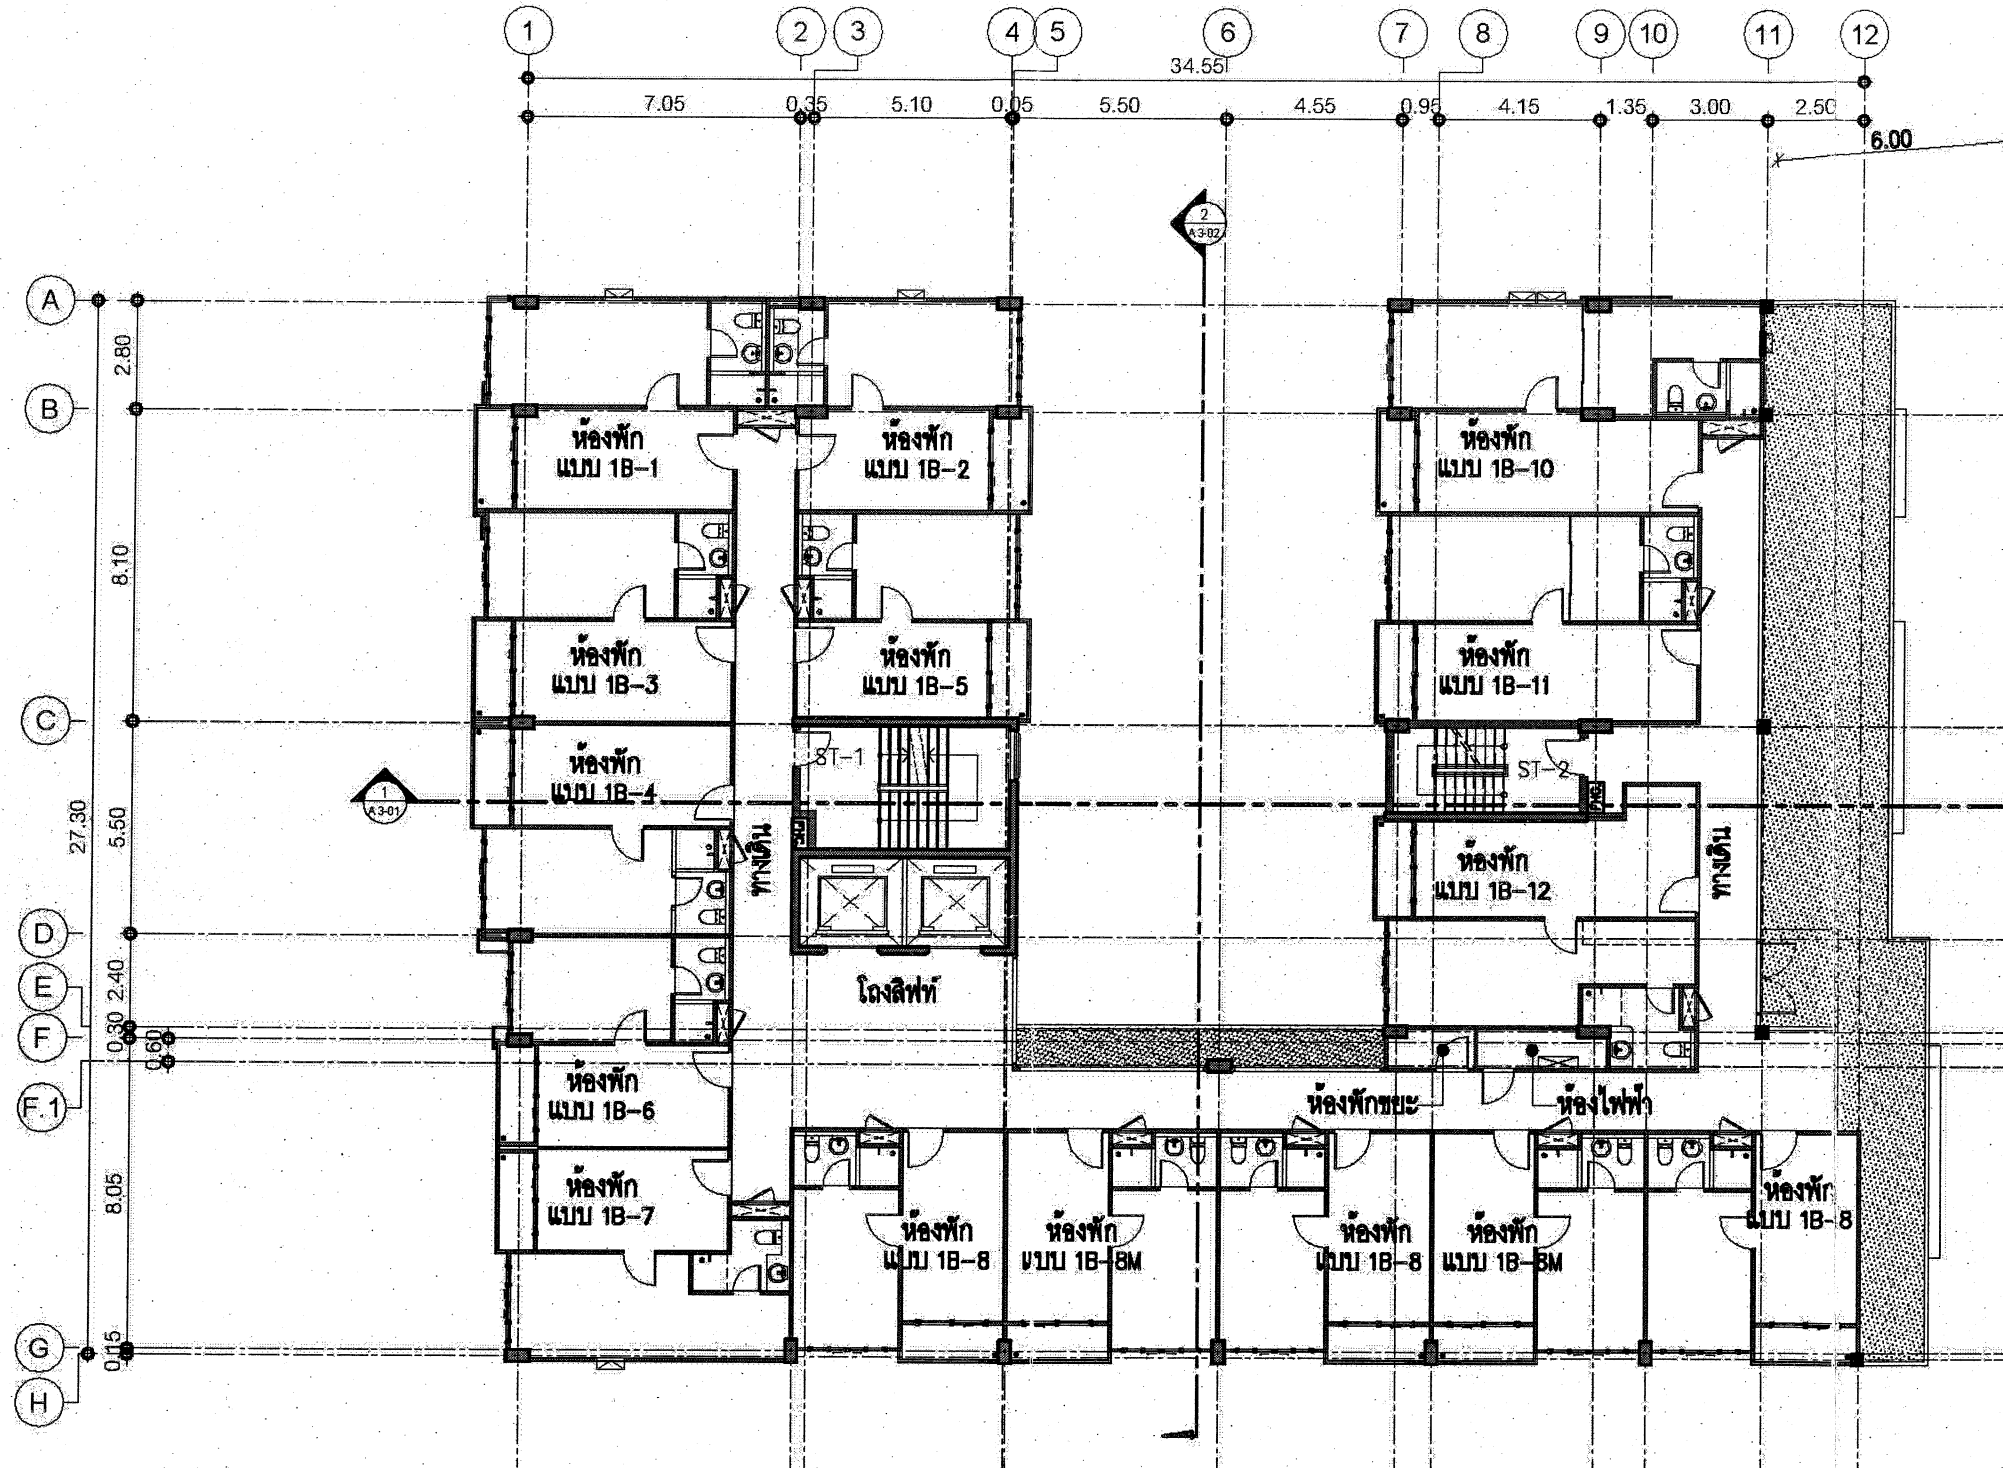 1 2 3 4 5 6 7 8 9 10 11 12
34.55
7.05 0.35 5.10 0.05 5.50 4.55 0.95 4.15 1.35 3.00 2.50
6.00
2
A3-02
A
2.80
B
ห้องพัก
แบบ 1B-1
ห้องพัก
แบบ 1B-2
ห้องพัก
แบบ 1B-10
8.10
ห้องพัก
แบบ 1B-3
ห้องพัก
แบบ 1B-5
ห้องพัก
แบบ 1B-11
C
ห้องพัก
แบบ 1B-4
ST-1
ST-2
1
A3-01
27.30
5.50
ทางเดิน
ห้องพัก
แบบ 1B-12
ทางเดิน
D
2.40
E
โถงลิฟท์
0.30
F
0.60
F.1
ห้องพัก
แบบ 1B-6
ห้องพักขยะ
ห้องไฟฟ้า
8.05
ห้องพัก
แบบ 1B-7
ห้องพัก
แบบ 1B-8
ห้องพัก
แบบ 1B-8M
ห้องพัก
แบบ 1B-8
ห้องพัก
แบบ 1B-8M
ห้องพัก
แบบ 1B-8
0.15
G
H